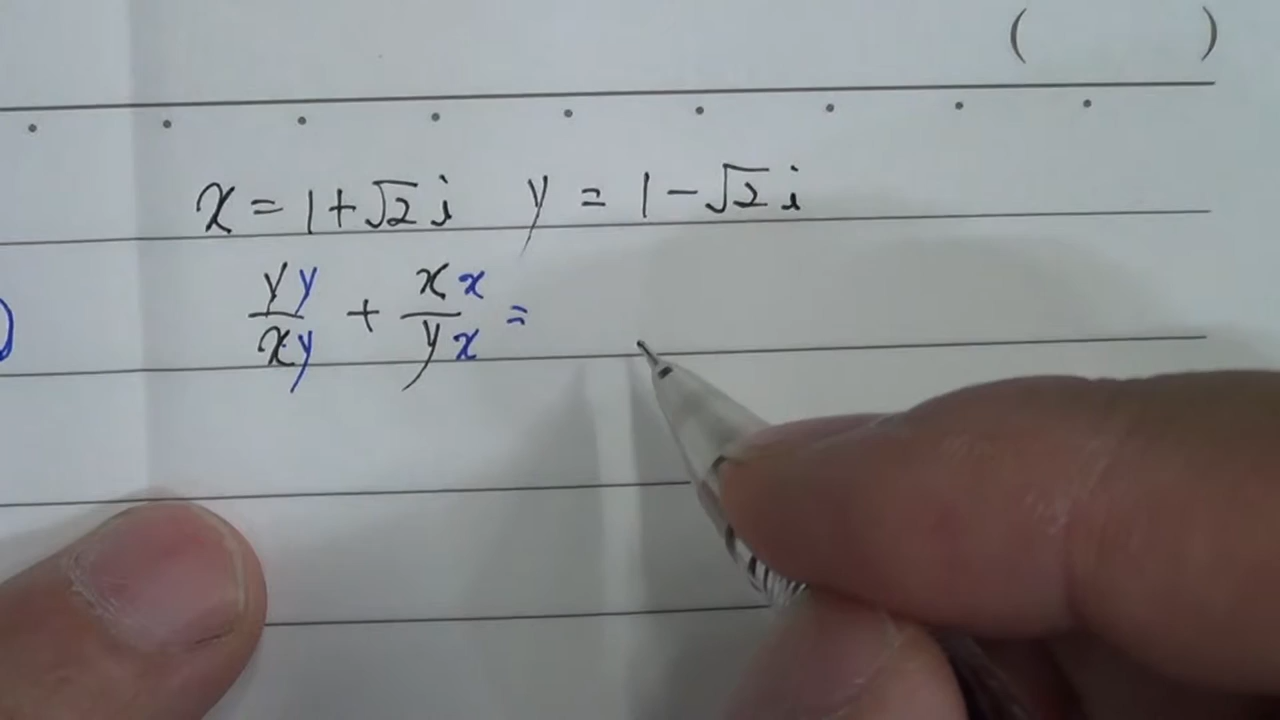 ( )
x = 1 + √2 i y = 1 - √2 i
yy/xy + xx/yx =